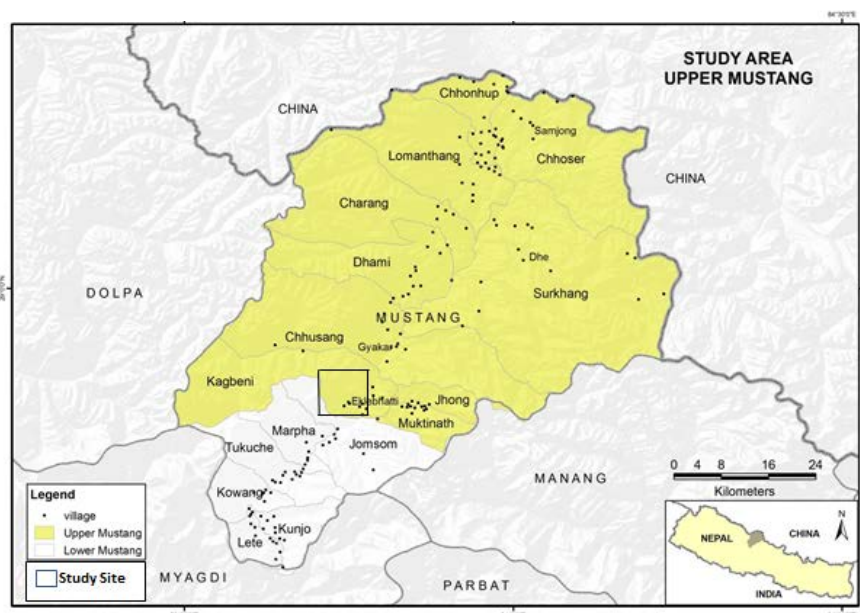 STUDY AREA
UPPER MUSTANG
CHINA
Chhonhup
Samjong
Lomanthang
Chhoser
CHINA
Charang
Dhami
Dhe
DOLPA
Surkhang
MUSTANG
Chhusang
Gyakar
Kagbeni
Eklebhatti
Jhong
Muktinath
Marpha
Jomsom
Tukuche
MANANG
Kowang
Kunjo
Lete
MYAGDI
PARBAT
0 4 8 16 24
Kilometers
Legend
village
Upper Mustang
Lower Mustang
Study Site
N
NEPAL
CHINA
INDIA